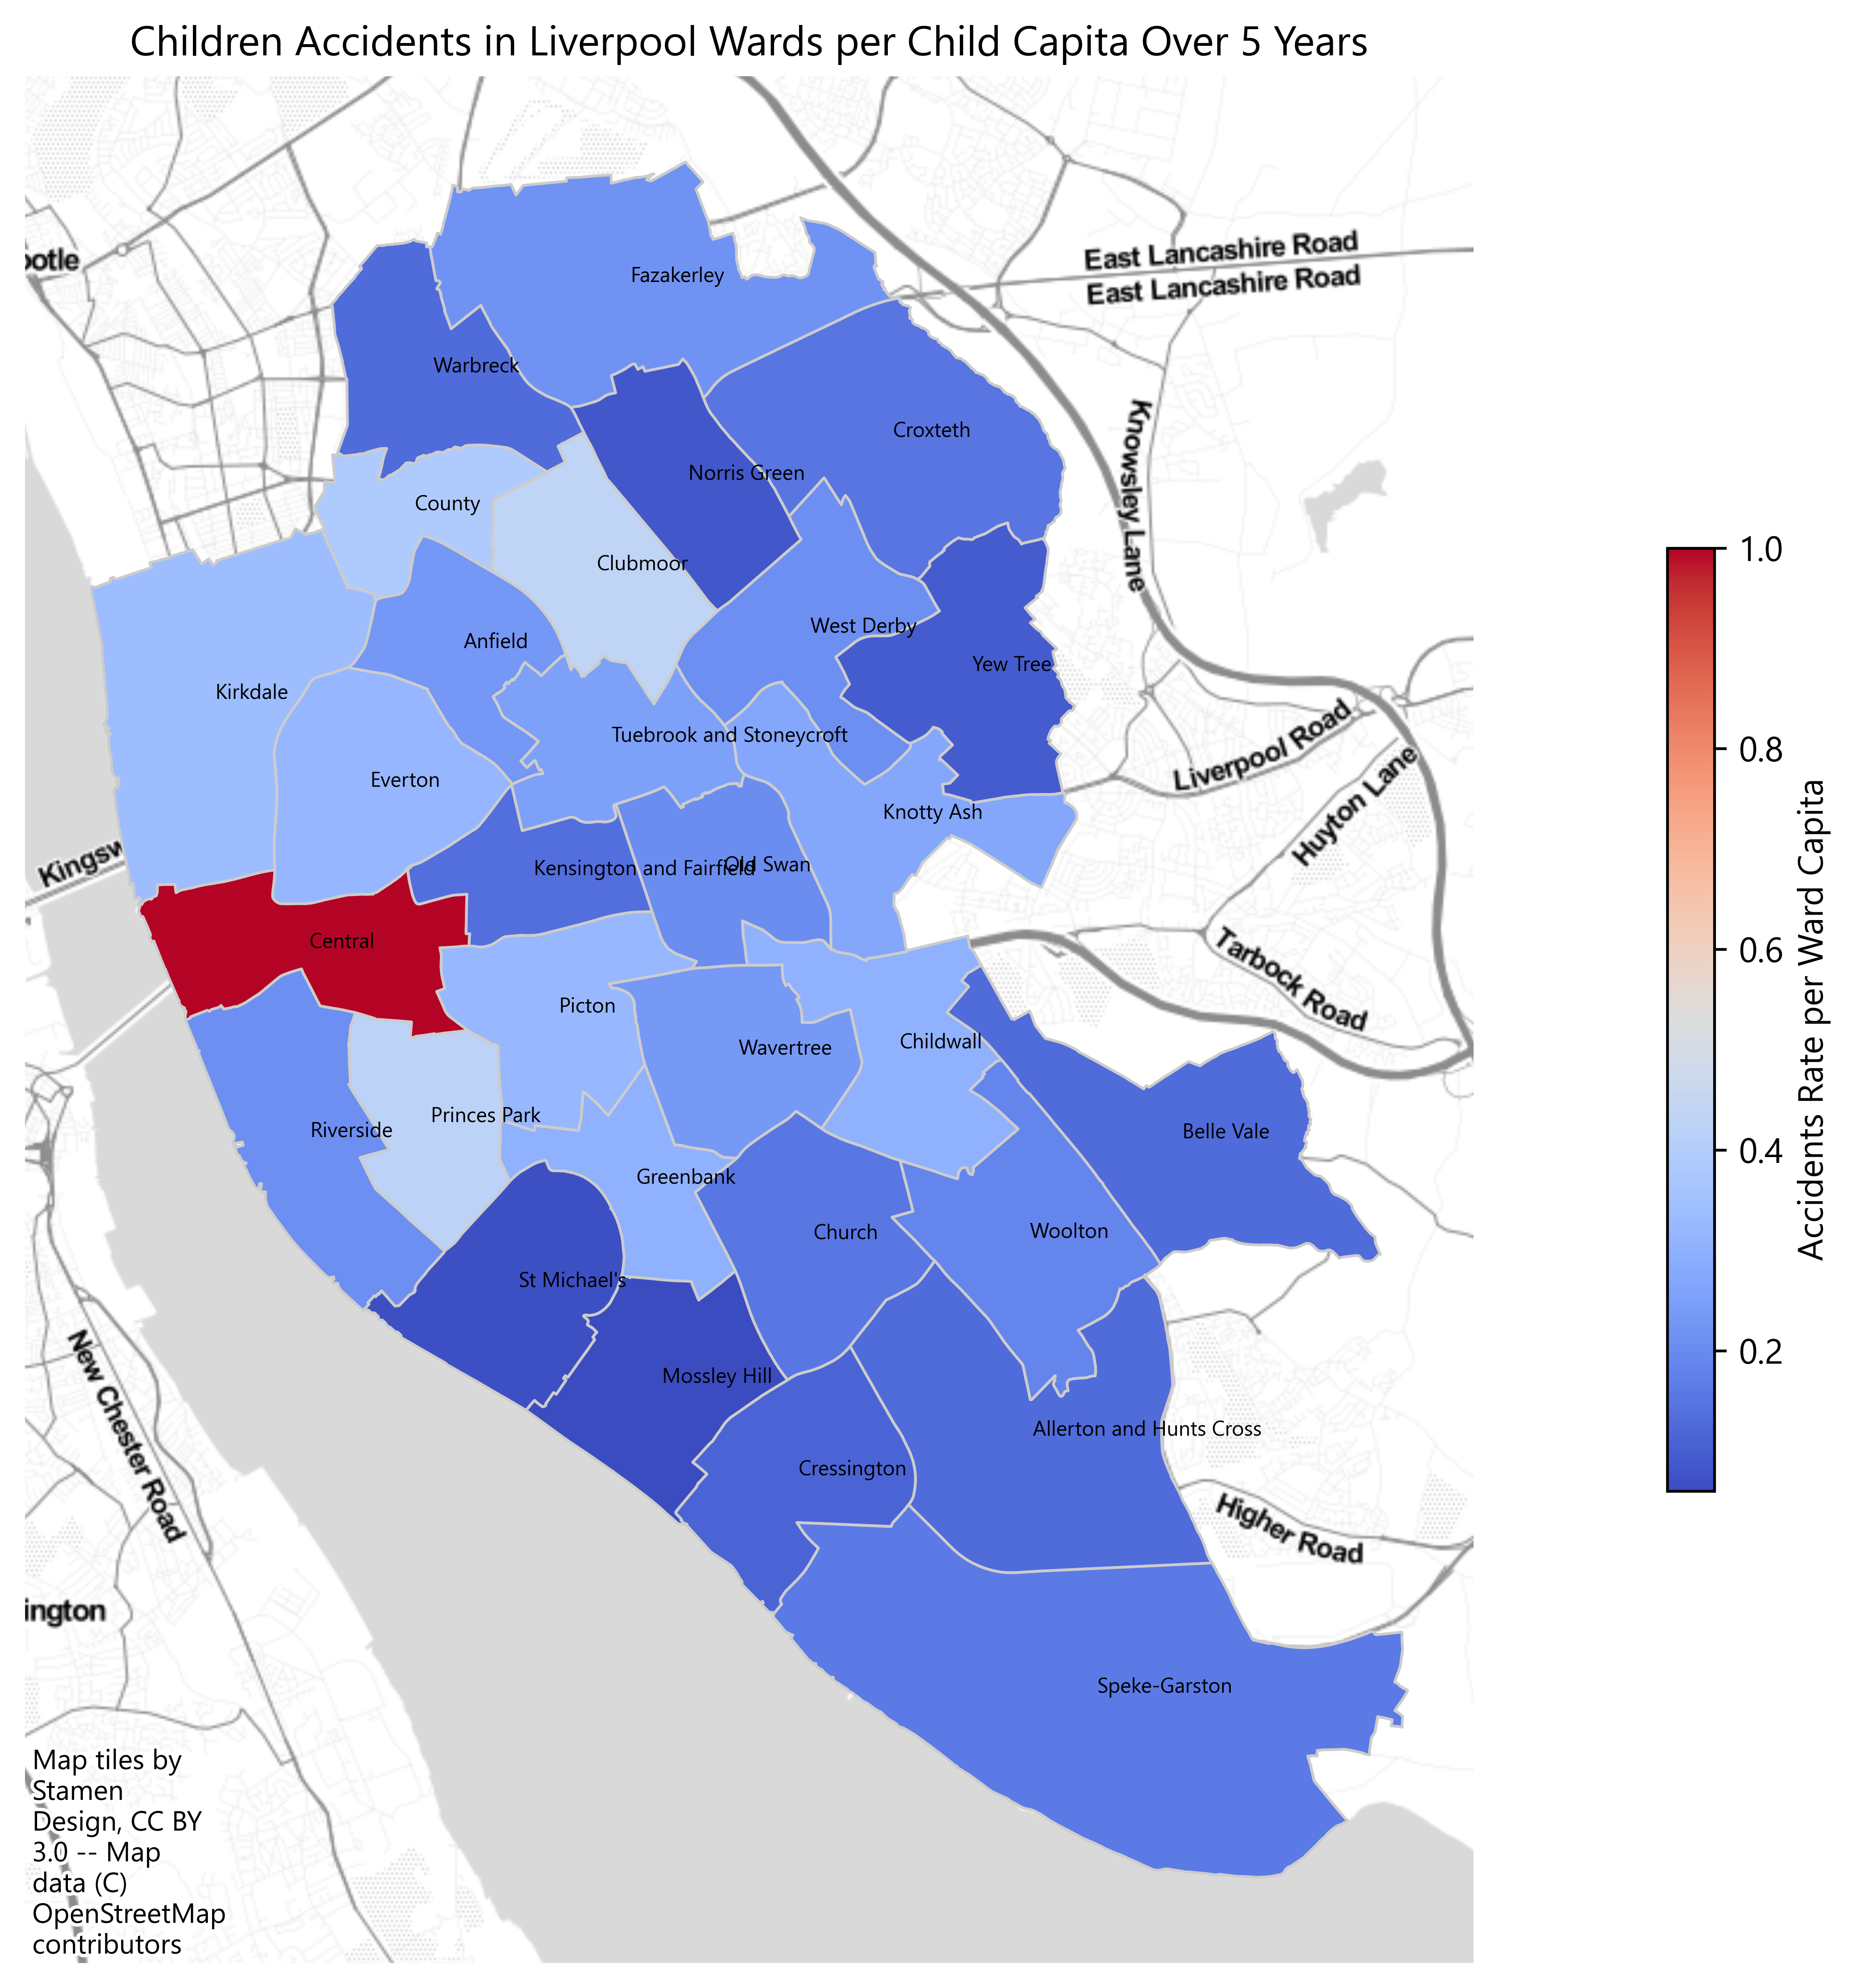 Children Accidents in Liverpool Wards per Child Capita Over 5 Years
ootle
East Lancashire Road
East Lancashire Road
Fazakerley
Warbreck
Croxteth
Knowsley Lane
Norris Green
County
Clubmoor
1.0
West Derby
Anfield
Yew Tree
Kirkdale
Tuebrook and Stoneycroft
Liverpool Road
0.8
Everton
Huyton Lane
Knotty Ash
Kingsw
Kensington and Fairfield
Old Swan
Central
0.6
Accidents Rate per Ward Capita
Tarbock Road
Picton
Childwall
Wavertree
Princes Park
Riverside
Belle Vale
0.4
Greenbank
Church
Woolton
St Michael's
0.2
Mossley Hill
New Chester Road
Allerton and Hunts Cross
Cressington
Higher Road
ington
Speke-Garston
Map tiles by
Stamen
Design, CC BY
3.0 -- Map
data (C)
OpenStreetMap
contributors